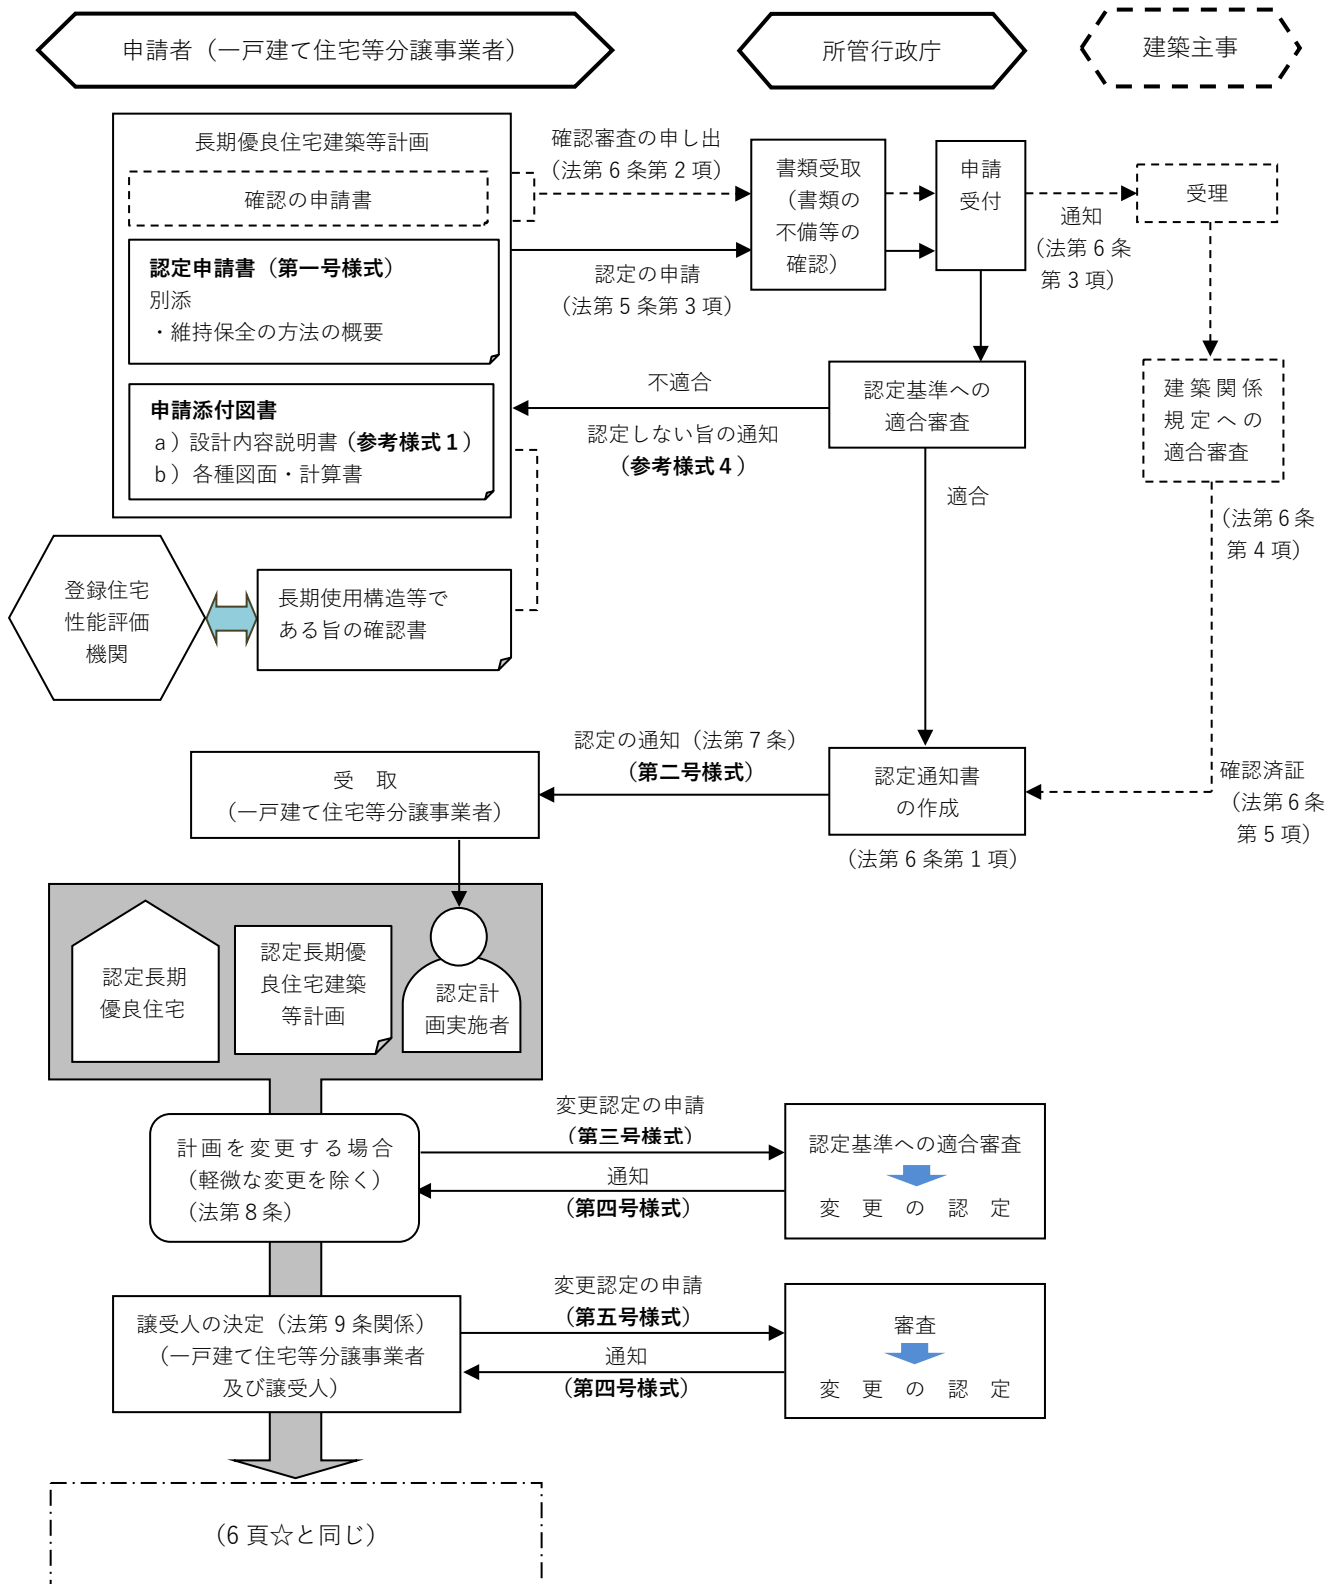 申請者（一戸建て住宅等分譲事業者）
所管行政庁
建築主事
長期優良住宅建築等計画
確認の申請書
認定申請書（第一号様式）
別添
・維持保全の方法の概要
申請添付図書
ａ）設計内容説明書（参考様式１）
ｂ）各種図面・計算書
確認審査の申し出
（法第６条第２項）
認定の申請
（法第５条第３項）
書類受取
（書類の
不備等の
確認）
申請
受付
通知
（法第６条
第３項）
受理
不適合
認定しない旨の通知
（参考様式４）
認定基準への
適合審査
適合
建築関係
規定への
適合審査
（法第６条
第４項）
登録住宅
性能評価
機関
長期使用構造等で
ある旨の確認書
認定の通知（法第７条）
（第二号様式）
受　取
（一戸建て住宅等分譲事業者）
認定通知書
の作成
（法第６条第１項）
確認済証
（法第６条
第５項）
認定長期
優良住宅
認定長期優
良住宅建築
等計画
認定計
画実施者
計画を変更する場合
（軽微な変更を除く）
（法第８条）
変更認定の申請
（第三号様式）
通知
（第四号様式）
認定基準への適合審査
変　更　の　認　定
譲受人の決定（法第９条関係）
（一戸建て住宅等分譲事業者
及び譲受人）
変更認定の申請
（第五号様式）
通知
（第四号様式）
審査
変　更　の　認　定
（6 頁☆と同じ）